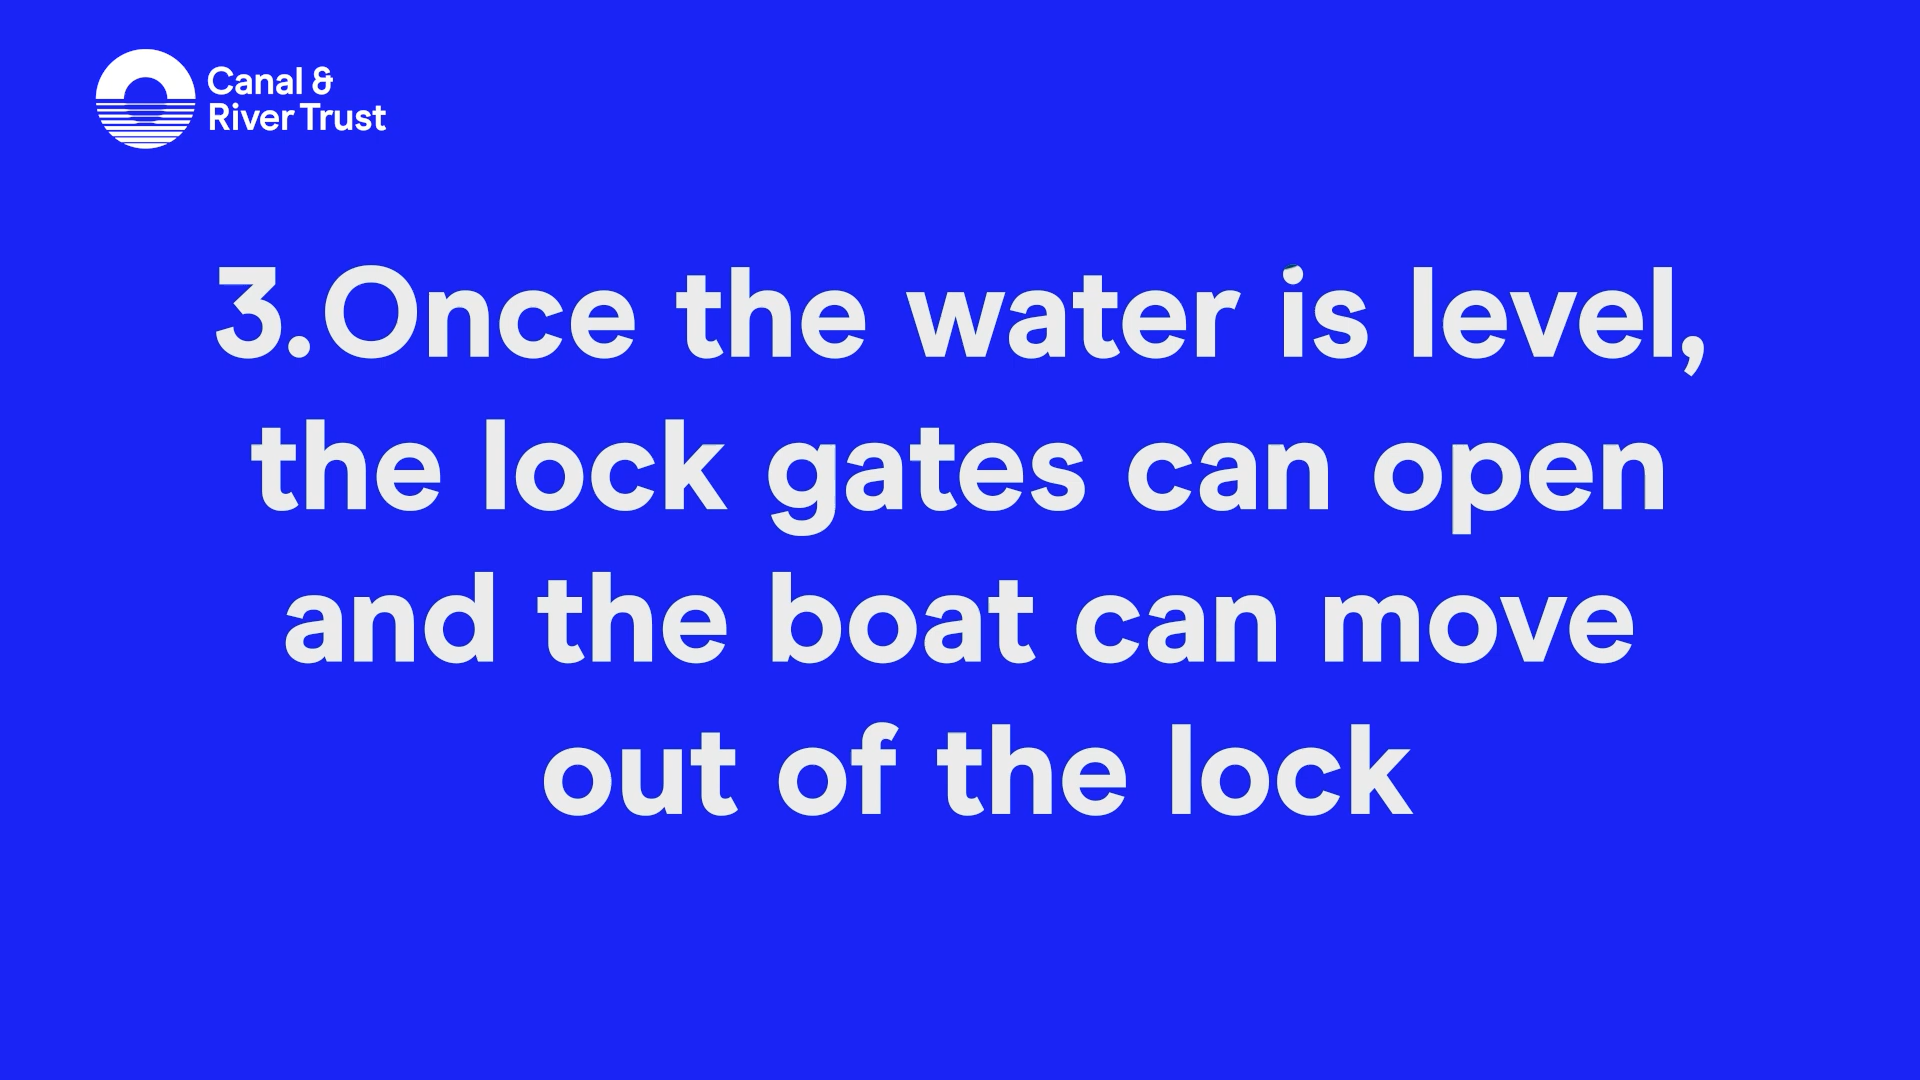 Canal &
River Trust
3.Once the water is level,
the lock gates can open
and the boat can move
out of the lock